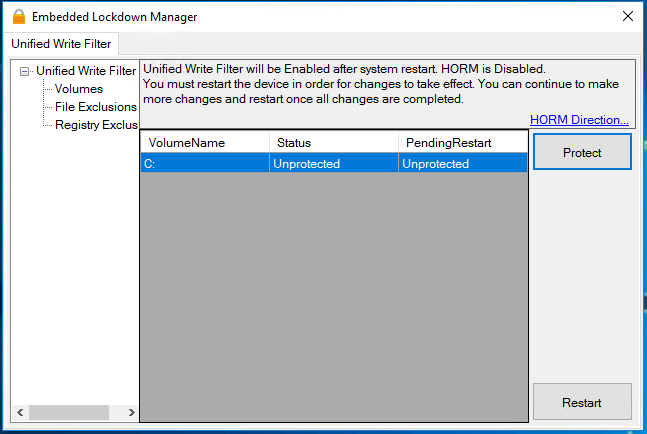 Embedded Lockdown Manager
Unified Write Filter
Unified Write Filter
Volumes
File Exclusions
Registry Exclus
Unified Write Filter will be Enabled after system restart. HORM is Disabled.
You must restart the device in order for changes to take effect. You can continue to make
more changes and restart once all changes are completed.
HORM Direction...
VolumeName Status PendingRestart
C: Unprotected Unprotected
Protect
Restart